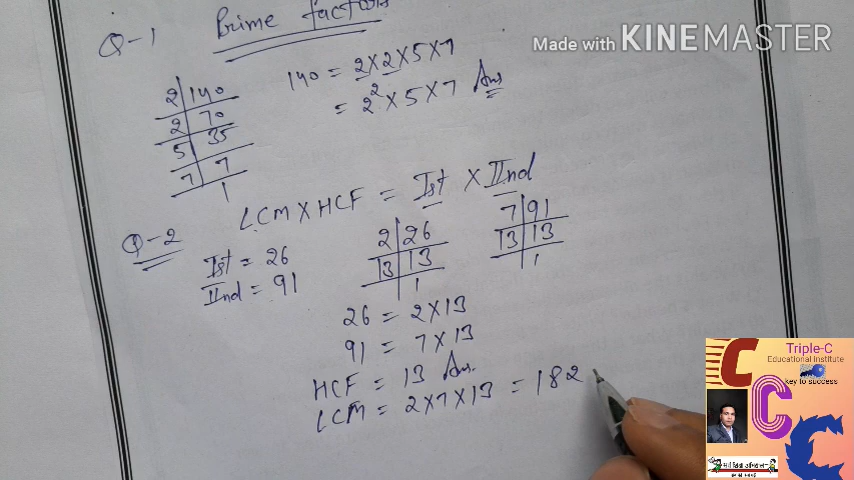 Q-1 Prime factors
Made with KINEMASTER
2 | 140
2 | 70
5 | 35
7 | 7
1
140 = 2×2×5×7
= 2² × 5 × 7 Ans
LCM × HCF = Ist × IInd
Q-2
Ist = 26
IInd = 91
2 | 26
13 | 13
1
7 | 91
13 | 13
1
26 = 2×13
91 = 7×13
HCF = 13 Ans.
LCM = 2×7×13 = 182
Triple-C
Educational Institute
key to success
C
C
C